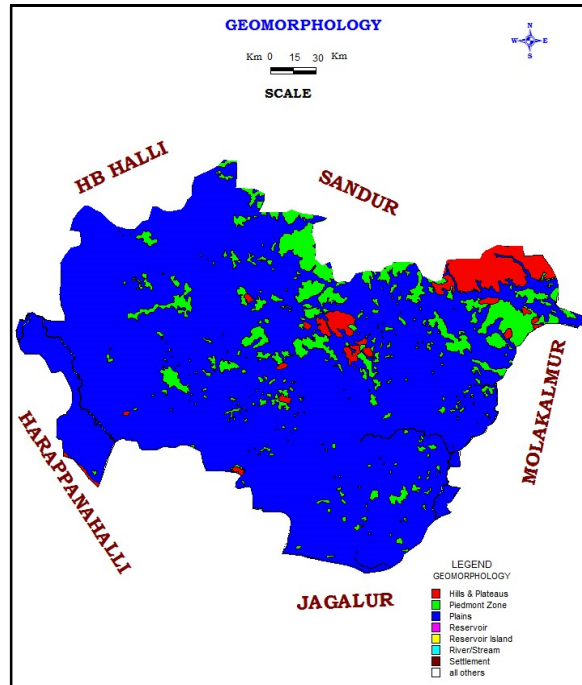 GEOMORPHOLOGY
N
W E
S
Km 0 15 30 Km
SCALE
HB HALLI
SANDUR
MOLAKALMUR
HARAPPANAHALLI
JAGALUR
LEGEND
GEOMORPHOLOGY
Hills & Plateaus
Piedmont Zone
Plains
Reservoir
Reservoir Island
River/Stream
Settlement
all others